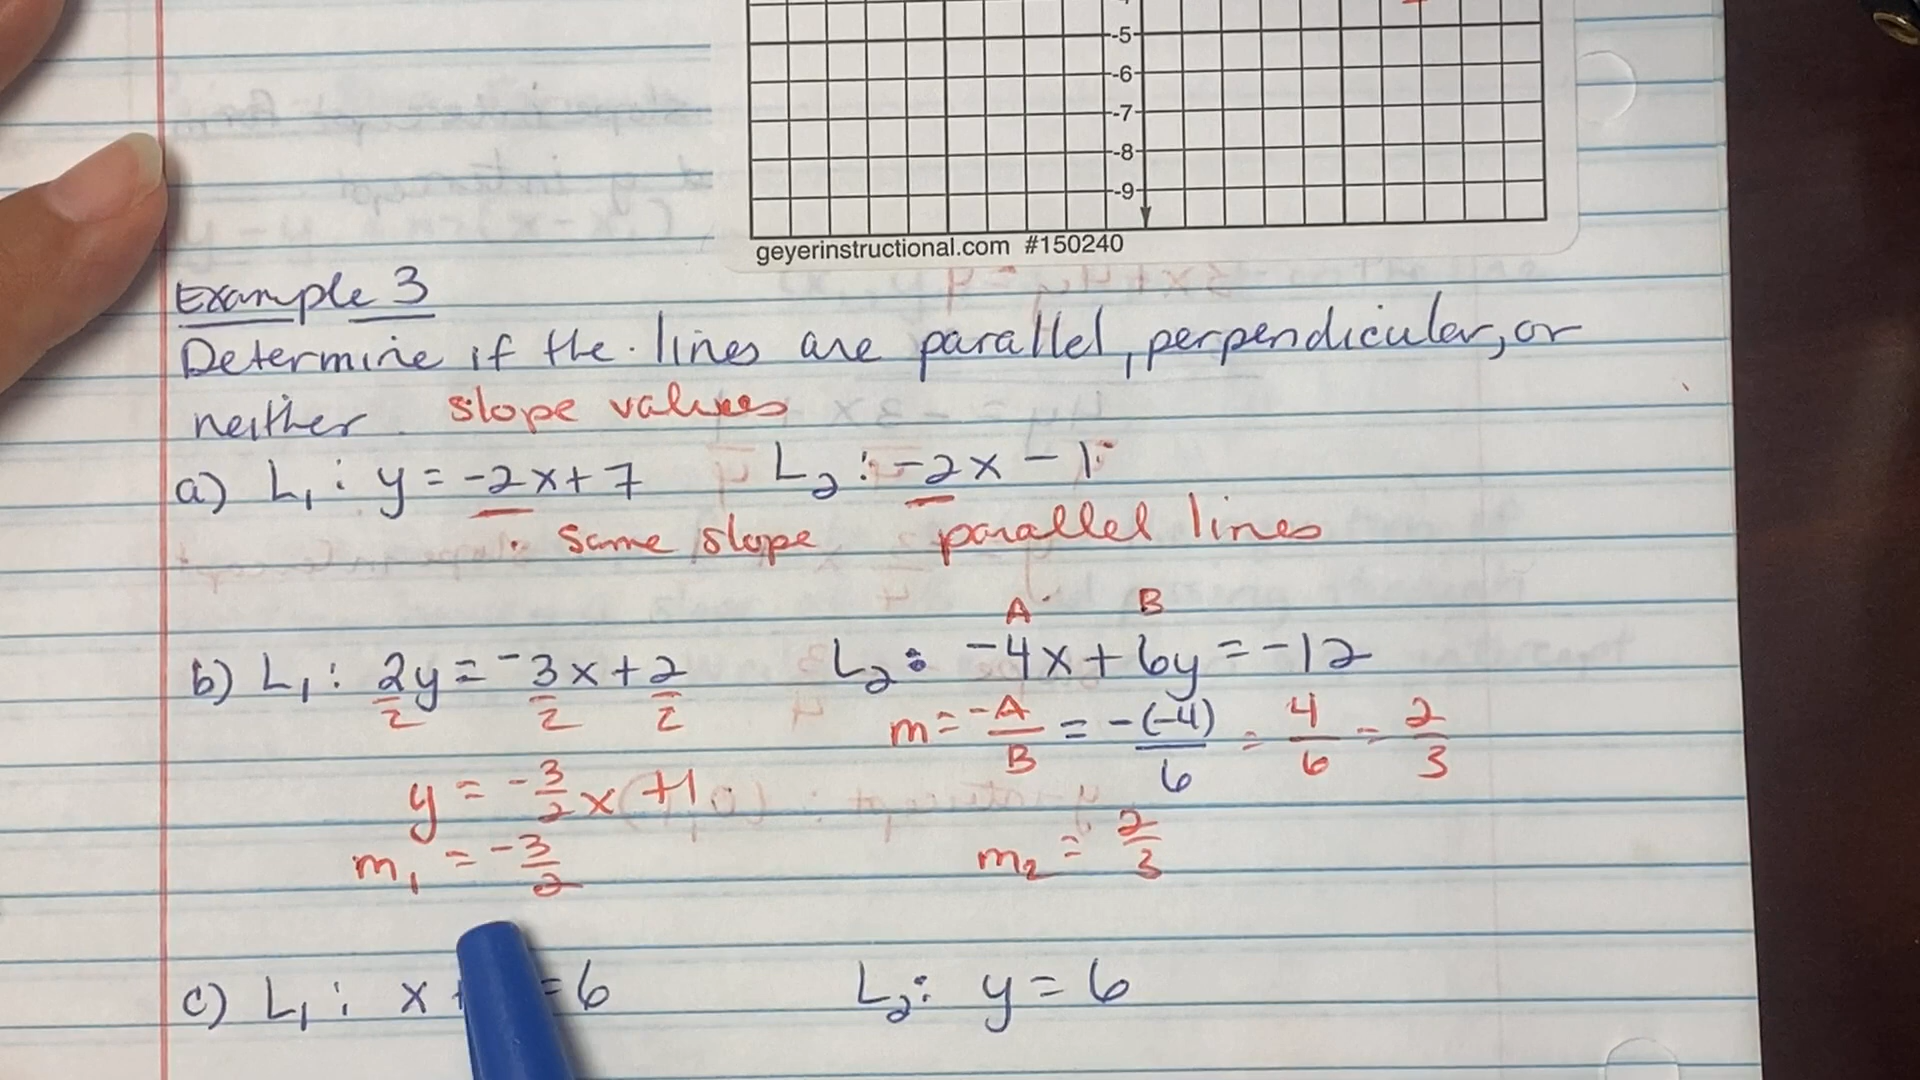 -5
-6
-7
-8
-9
geyerinstructional.com #150240
Example 3
Determine if the lines are parallel, perpendicular, or
neither. slope values
a) L₁: y = -2x+7 L₂: -2x - 1
same slope parallel lines
A B
b) L₁: 2y = -3x+2 L₂: -4x+6y=-12
2 2 2 m = -A/B = -(-4)/6 = 4/6 = 2/3
y = -3/2 x +1
m₁ = -3/2 m₂ = 2/3
c) L₁: x =6 L₂: y=6